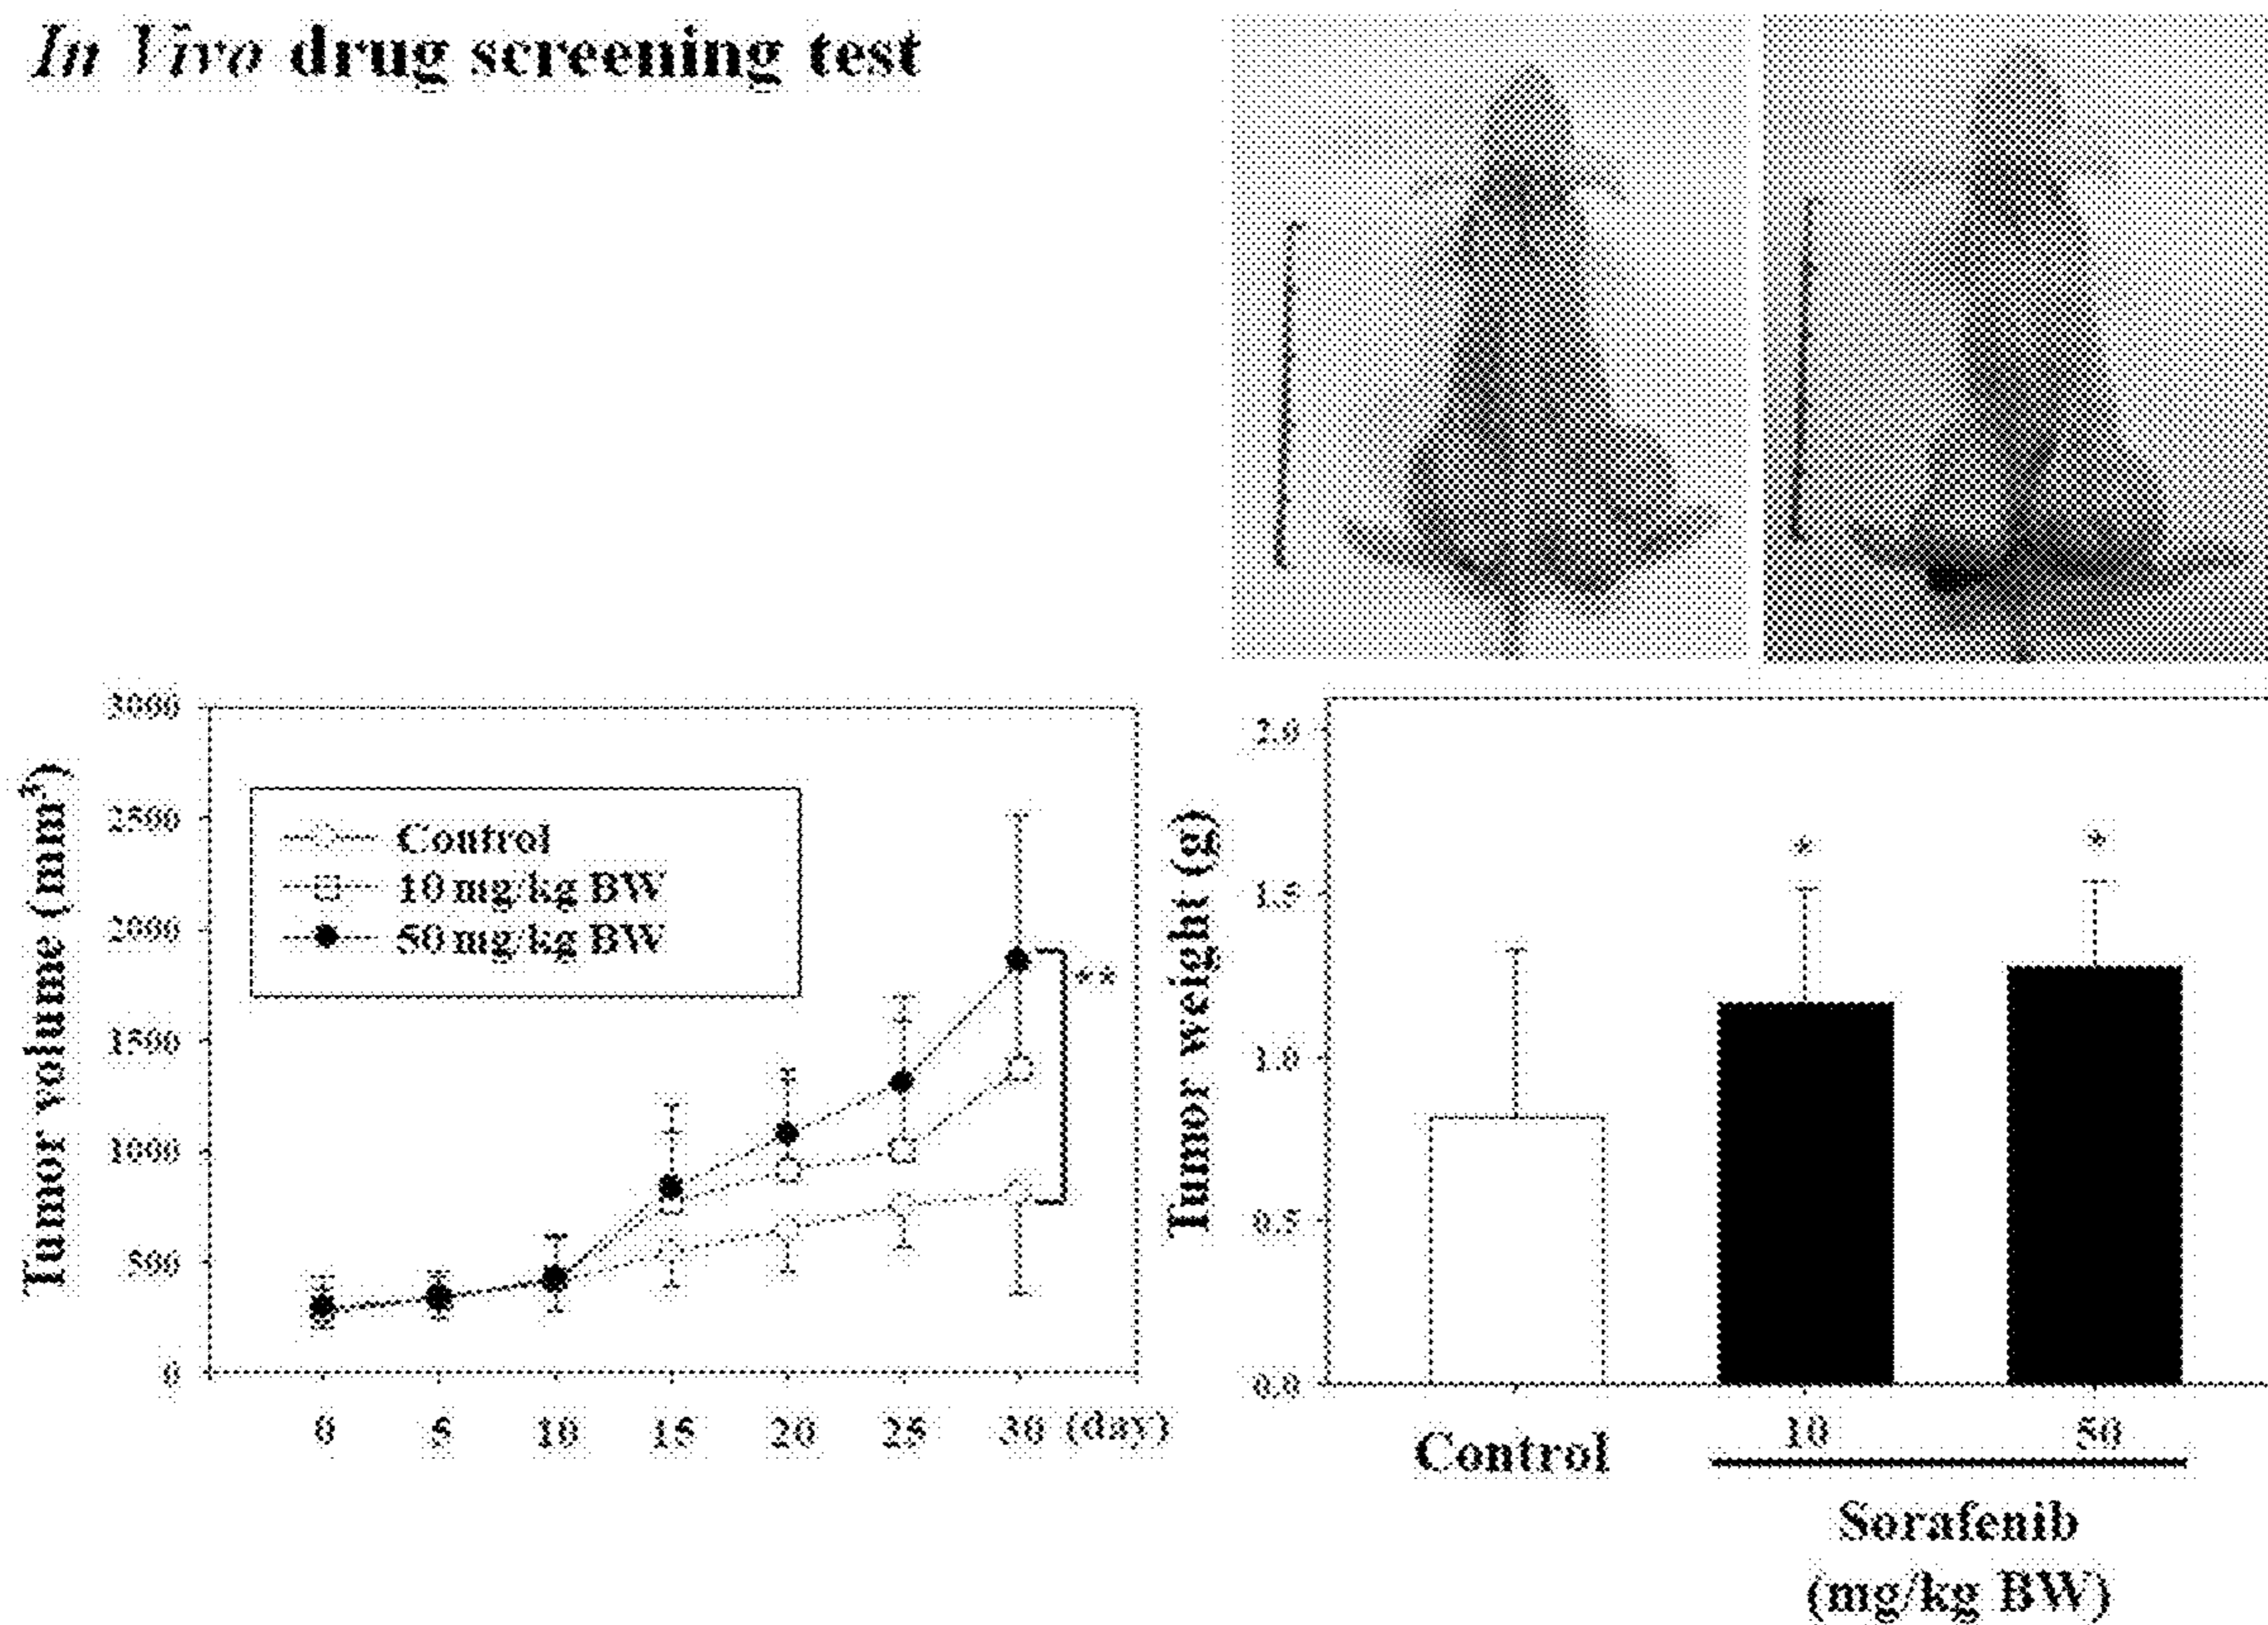 In Vivo drug screening test
Tumor volume (mm³)
3000
2500
2000
1500
1000
500
0
Control
10 mg/kg BW
50 mg/kg BW
**
0 5 10 15 20 25 30 (day)
Tumor weight (g)
2.0
1.5
1.0
0.5
0.0
* *
Control 10 50
Sorafenib
(mg/kg BW)